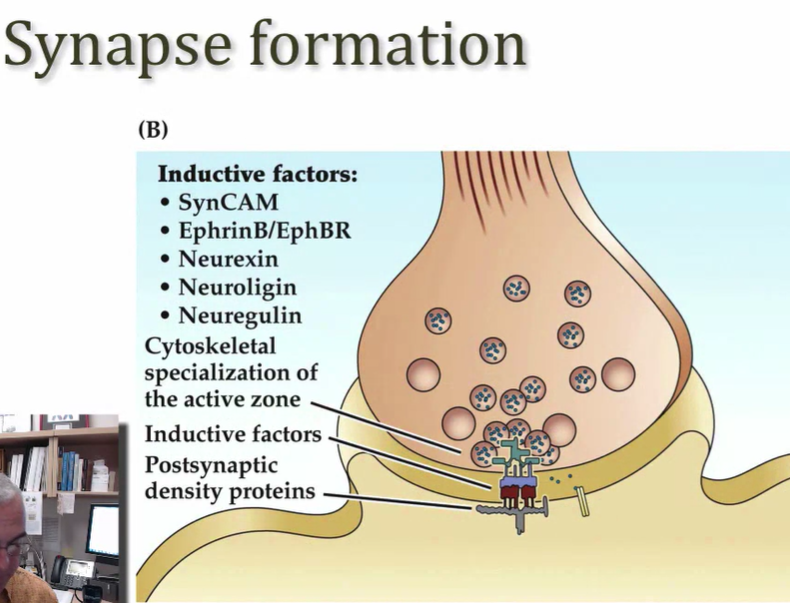 Synapse formation
(B)
Inductive factors:
• SynCAM
• EphrinB/EphBR
• Neurexin
• Neuroligin
• Neuregulin
Cytoskeletal
specialization of
the active zone
Inductive factors
Postsynaptic
density proteins